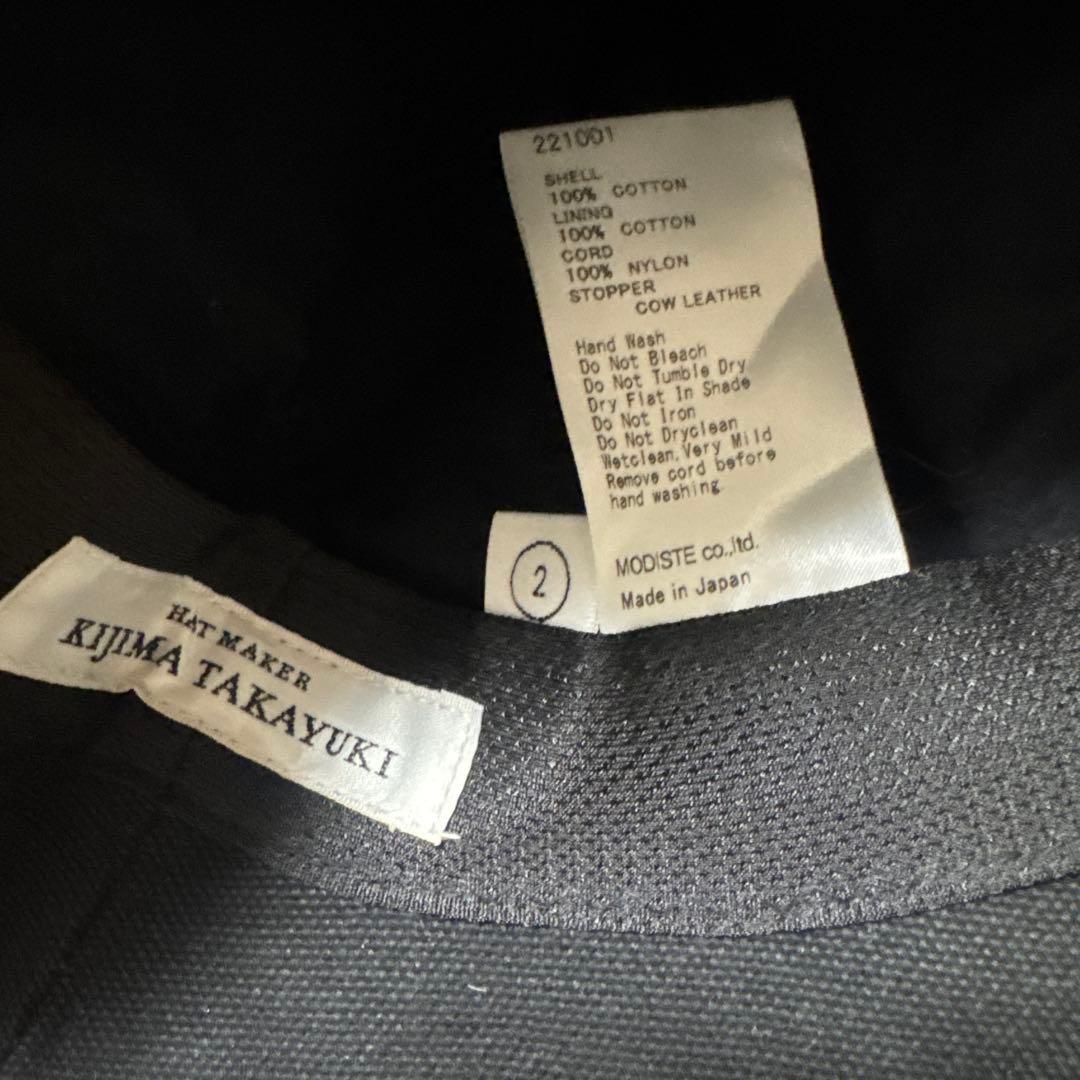 221001
SHELL
100% COTTON
LINING
100% COTTON
CORD
100% NYLON
STOPPER
COW LEATHER
Hand Wash
Do Not Bleach
Do Not Tumble Dry
Dry Flat In Shade
Do Not Iron
Do Not Dryclean
Wetclean.Very Mild
Remove cord before
hand washing.
MODISTE co.,ltd.
Made in Japan
2
HAT MAKER
KIJIMA TAKAYUKI